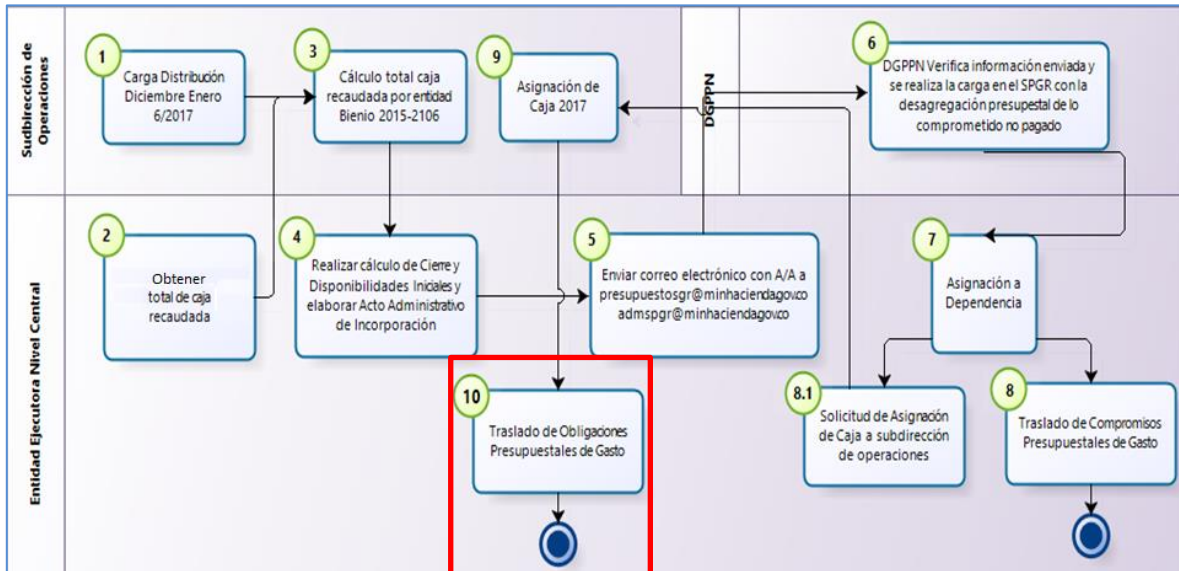 Sudbirección de
Operaciones
1
Carga Distribución
Diciembre Enero
6/2017
3
Cálculo total caja
recaudada por entidad
Bienio 2015-2106
9
Asignación de
Caja 2017
DGPPN
6
DGPPN Verifica información enviada y
se realiza la carga en el SPGR con la
desagregación presupestal de lo
comprometido no pagado
Entidad Ejecutora Nivel Central
2
Obtener
total de caja
recaudada
4
Realizar cálculo de Cierre y
Disponibilidades Iniciales y
elaborar Acto Administrativo
de Incorporación
5
Enviar correo electrónico con A/A a
presupuestosgr@minhacienda.gov.co
admspgr@minhacienda.gov.co
7
Asignación a
Dependencia
10
Traslado de Obligaciones
Presupuestales de Gasto
8.1
Solicitud de Asignación
de Caja a subdirección
de operaciones
8
Traslado de Compromisos
Presupuestales de Gasto